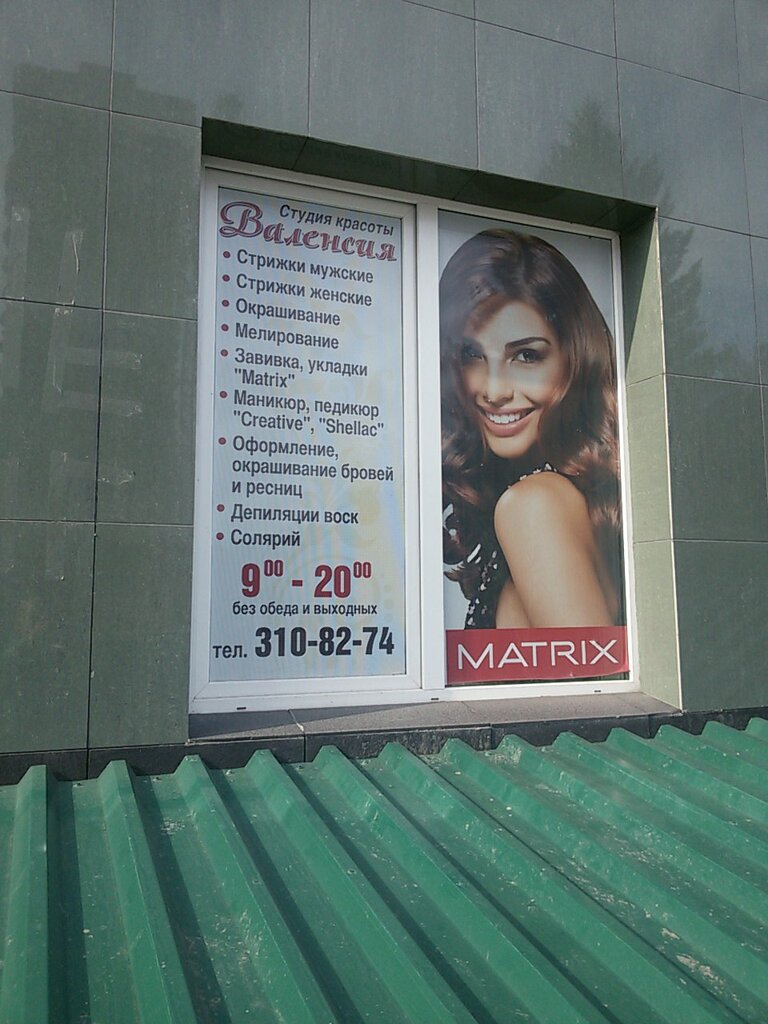 Студия красоты
Валенсия
• Стрижки мужские
• Стрижки женские
• Окрашивание
• Мелирование
• Завивка, укладки
"Matrix"
• Маникюр, педикюр
"Creative", "Shellac"
• Оформление,
окрашивание бровей
и ресниц
• Депиляции воск
• Солярий
9⁰⁰ - 20⁰⁰
без обеда и выходных
тел. 310-82-74
MATRIX